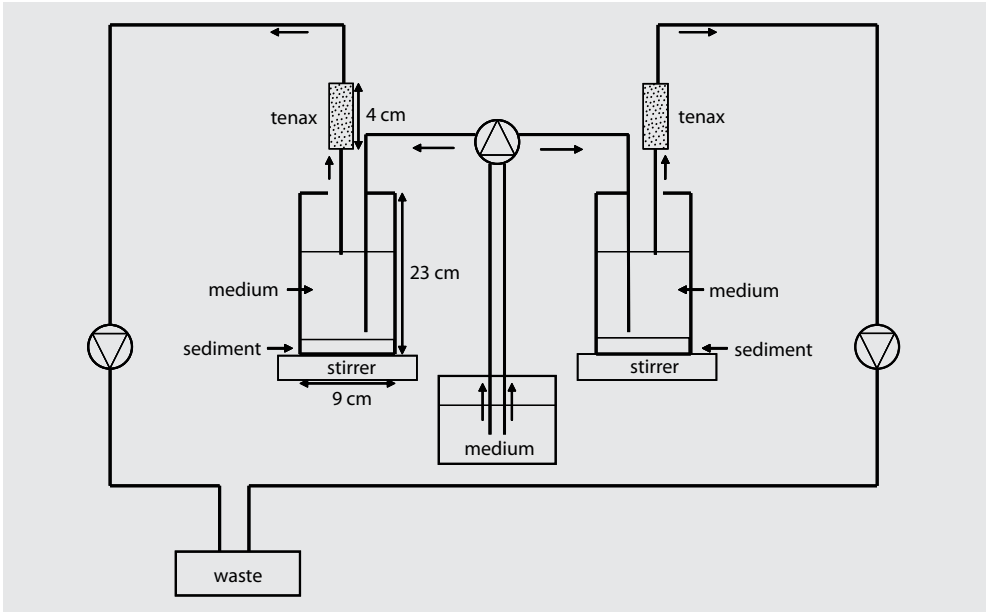 tenax
4 cm
tenax
23 cm
medium
medium
sediment
sediment
stirrer
stirrer
9 cm
medium
waste